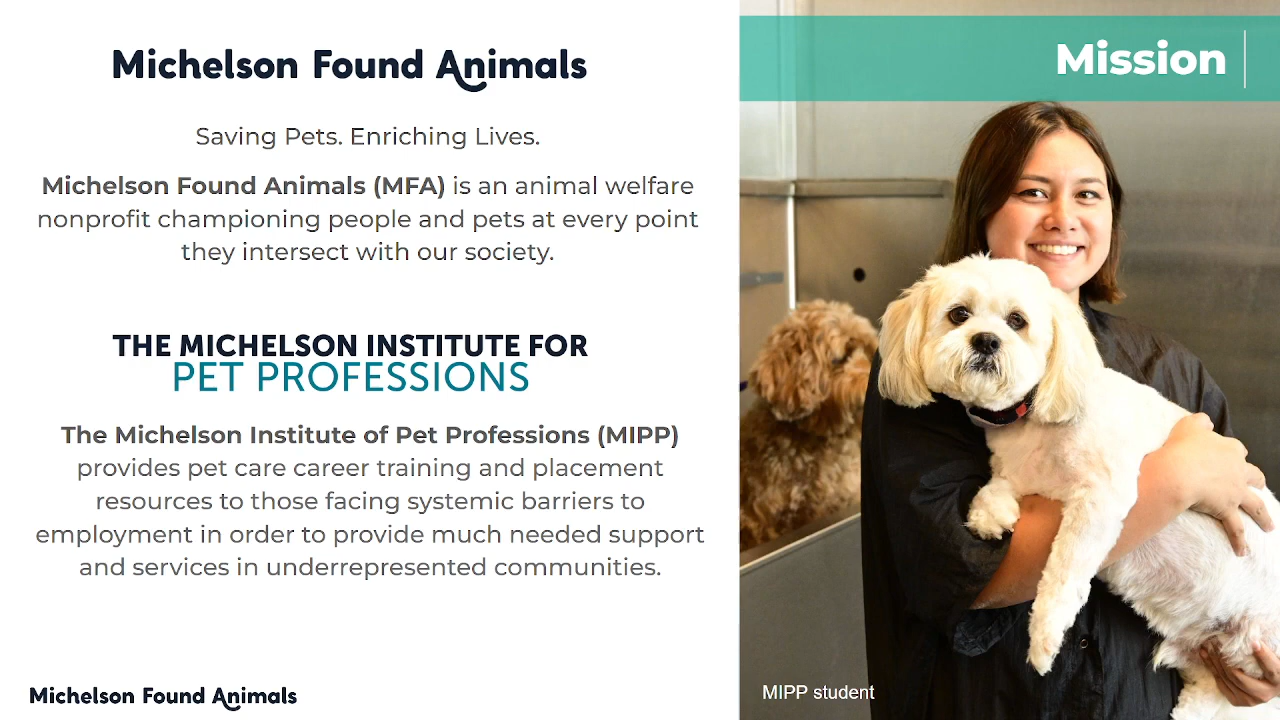 Michelson Found Animals
Saving Pets. Enriching Lives.
Michelson Found Animals (MFA) is an animal welfare
nonprofit championing people and pets at every point
they intersect with our society.
THE MICHELSON INSTITUTE FOR
PET PROFESSIONS
The Michelson Institute of Pet Professions (MIPP)
provides pet care career training and placement
resources to those facing systemic barriers to
employment in order to provide much needed support
and services in underrepresented communities.
Michelson Found Animals
Mission
MIPP student